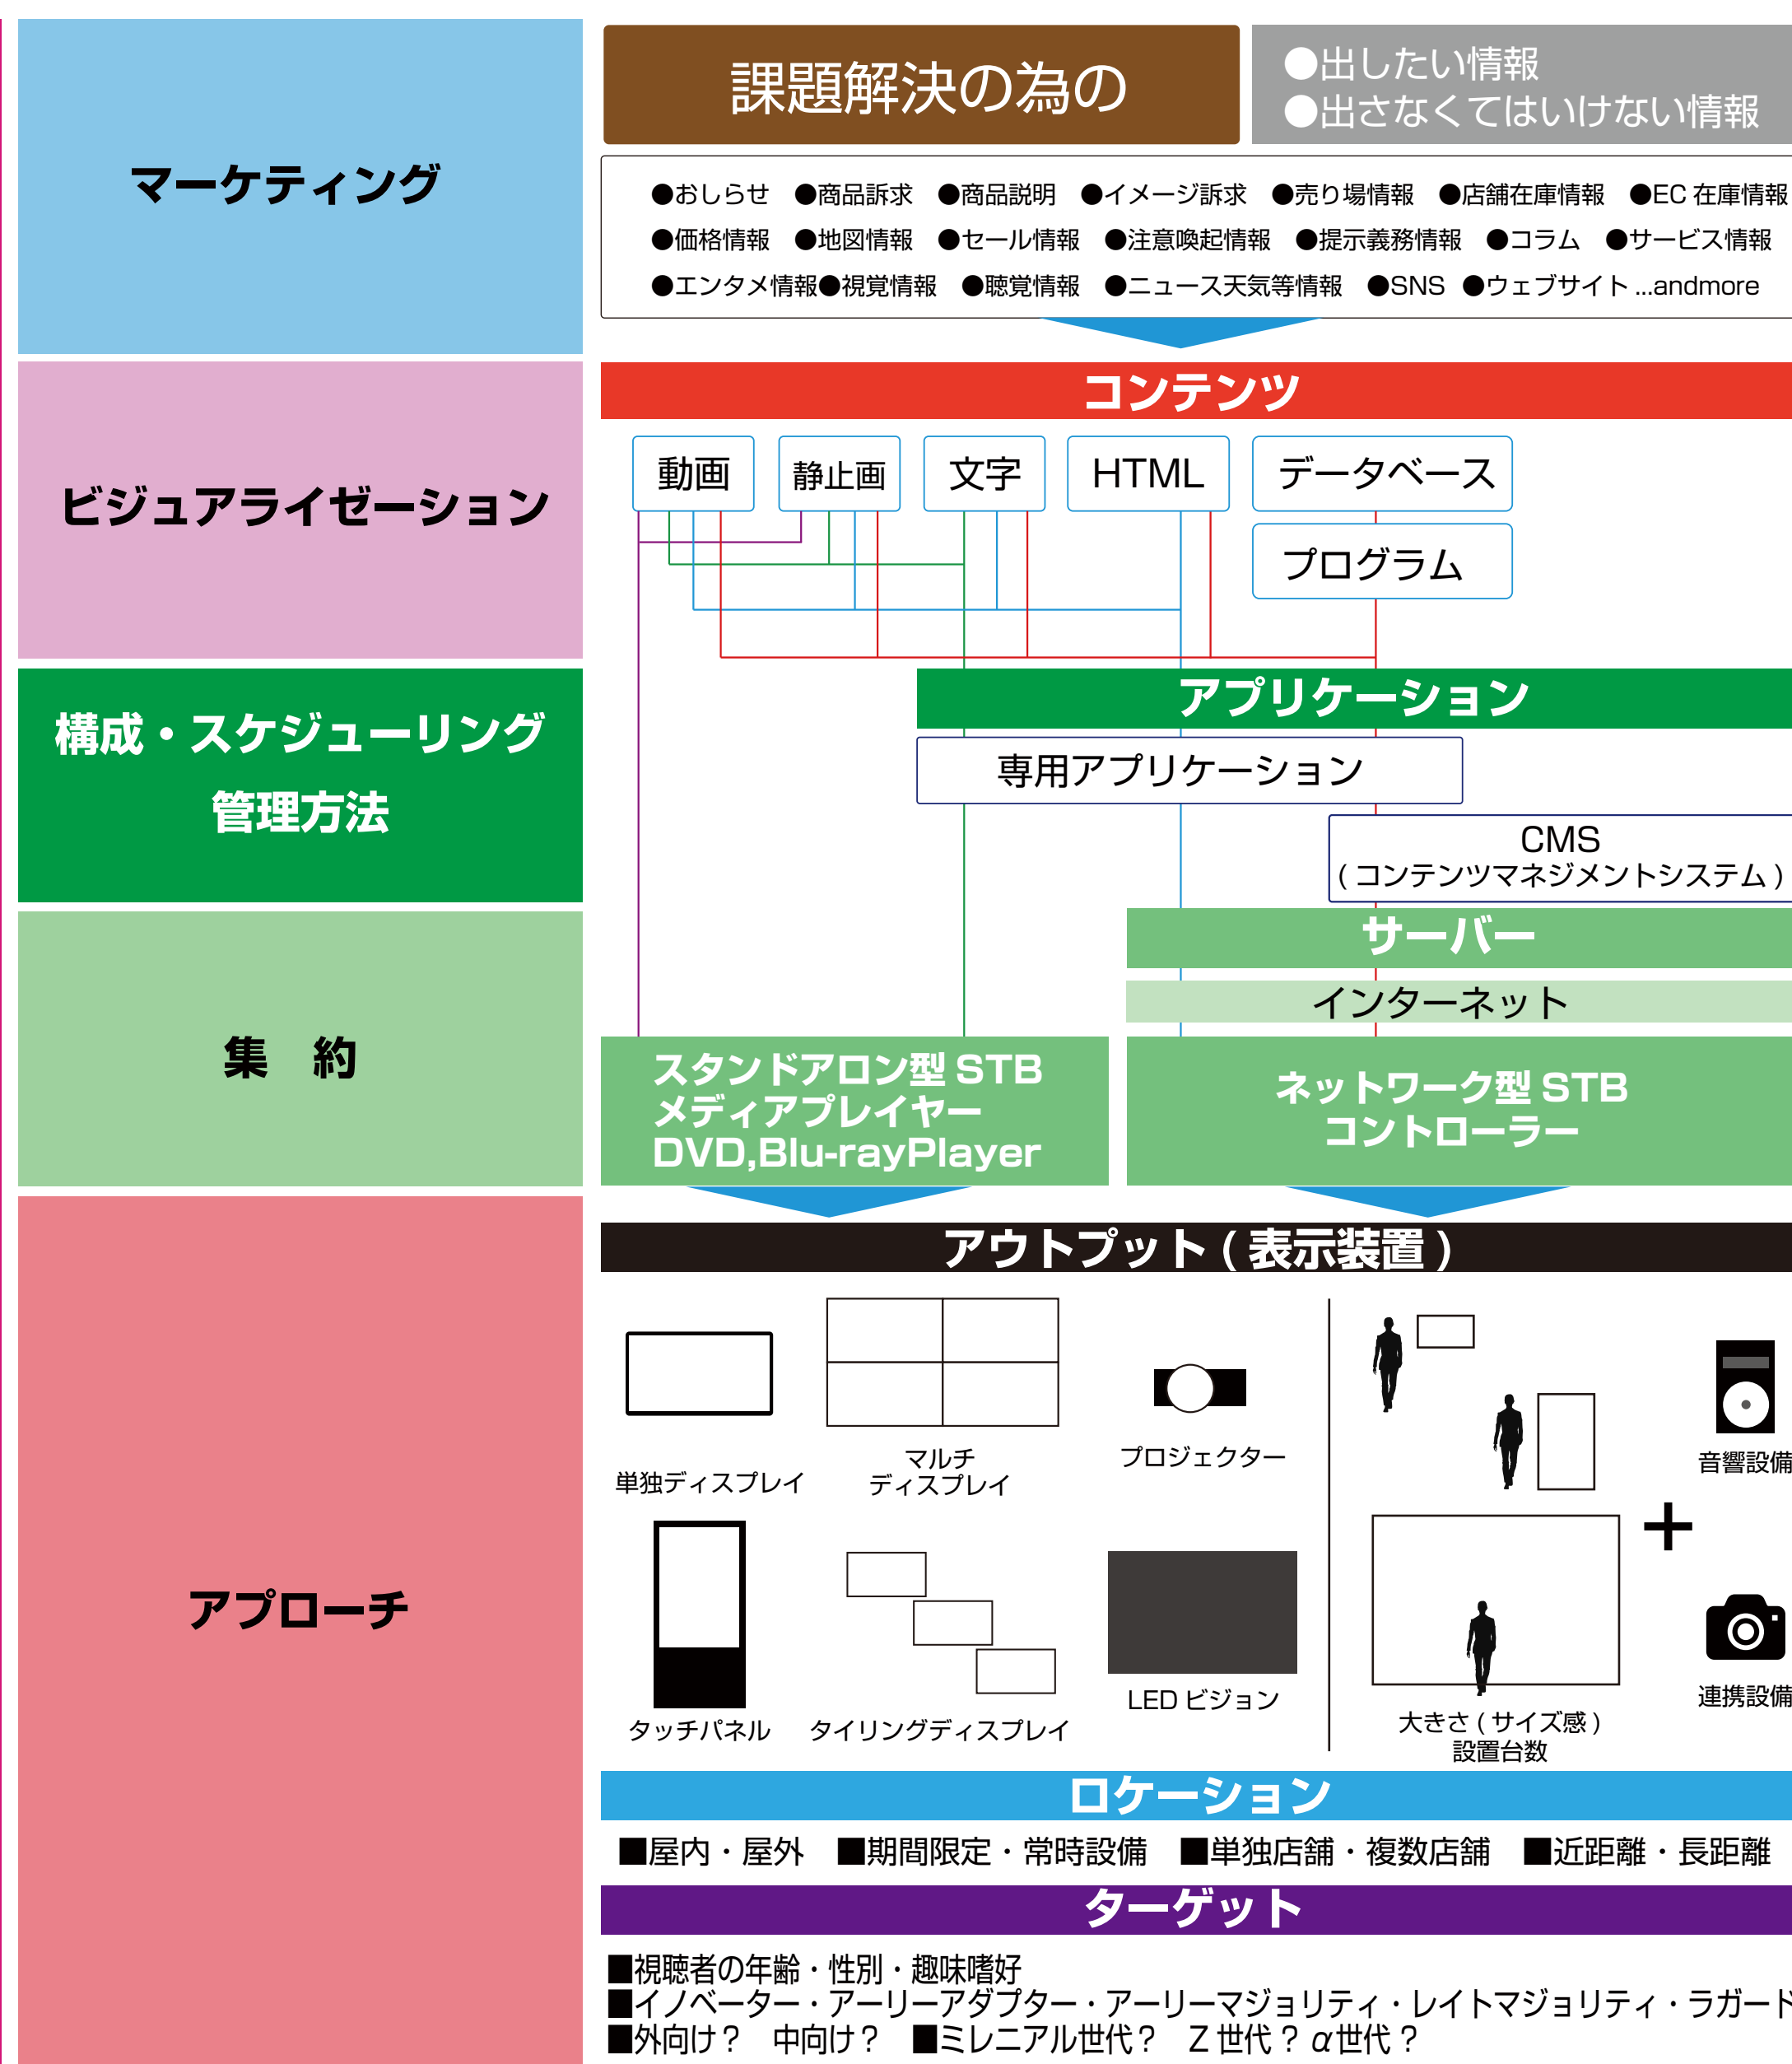 マーケティング
課題解決の為の
●出したい情報
●出さなくてはいけない情報
●おしらせ ●商品訴求 ●商品説明 ●イメージ訴求 ●売り場情報 ●店舗在庫情報 ●EC 在庫情報
●価格情報 ●地図情報 ●セール情報 ●注意喚起情報 ●提示義務情報 ●コラム ●サービス情報
●エンタメ情報●視覚情報 ●聴覚情報 ●ニュース天気等情報 ●SNS ●ウェブサイト ...andmore
ビジュアライゼーション
コンテンツ
動画
静止画
文字
HTML
データベース
プログラム
構成・スケジューリング
管理方法
アプリケーション
専用アプリケーション
CMS
( コンテンツマネジメントシステム )
集 約
サーバー
インターネット
スタンドアロン型 STB
メディアプレイヤー
DVD,Blu-rayPlayer
ネットワーク型 STB
コントローラー
アプローチ
アウトプット ( 表示装置 )
単独ディスプレイ
マルチ
ディスプレイ
プロジェクター
音響設備
タッチパネル
タイリングディスプレイ
LED ビジョン
大きさ ( サイズ感 )
設置台数
連携設備
ロケーション
■屋内・屋外 ■期間限定・常時設備 ■単独店舗・複数店舗 ■近距離・長距離
ターゲット
■視聴者の年齢・性別・趣味嗜好
■イノベーター・アーリーアダプター・アーリーマジョリティ・レイトマジョリティ・ラガード
■外向け？ 中向け？ ■ミレニアル世代？ Z 世代？α世代？